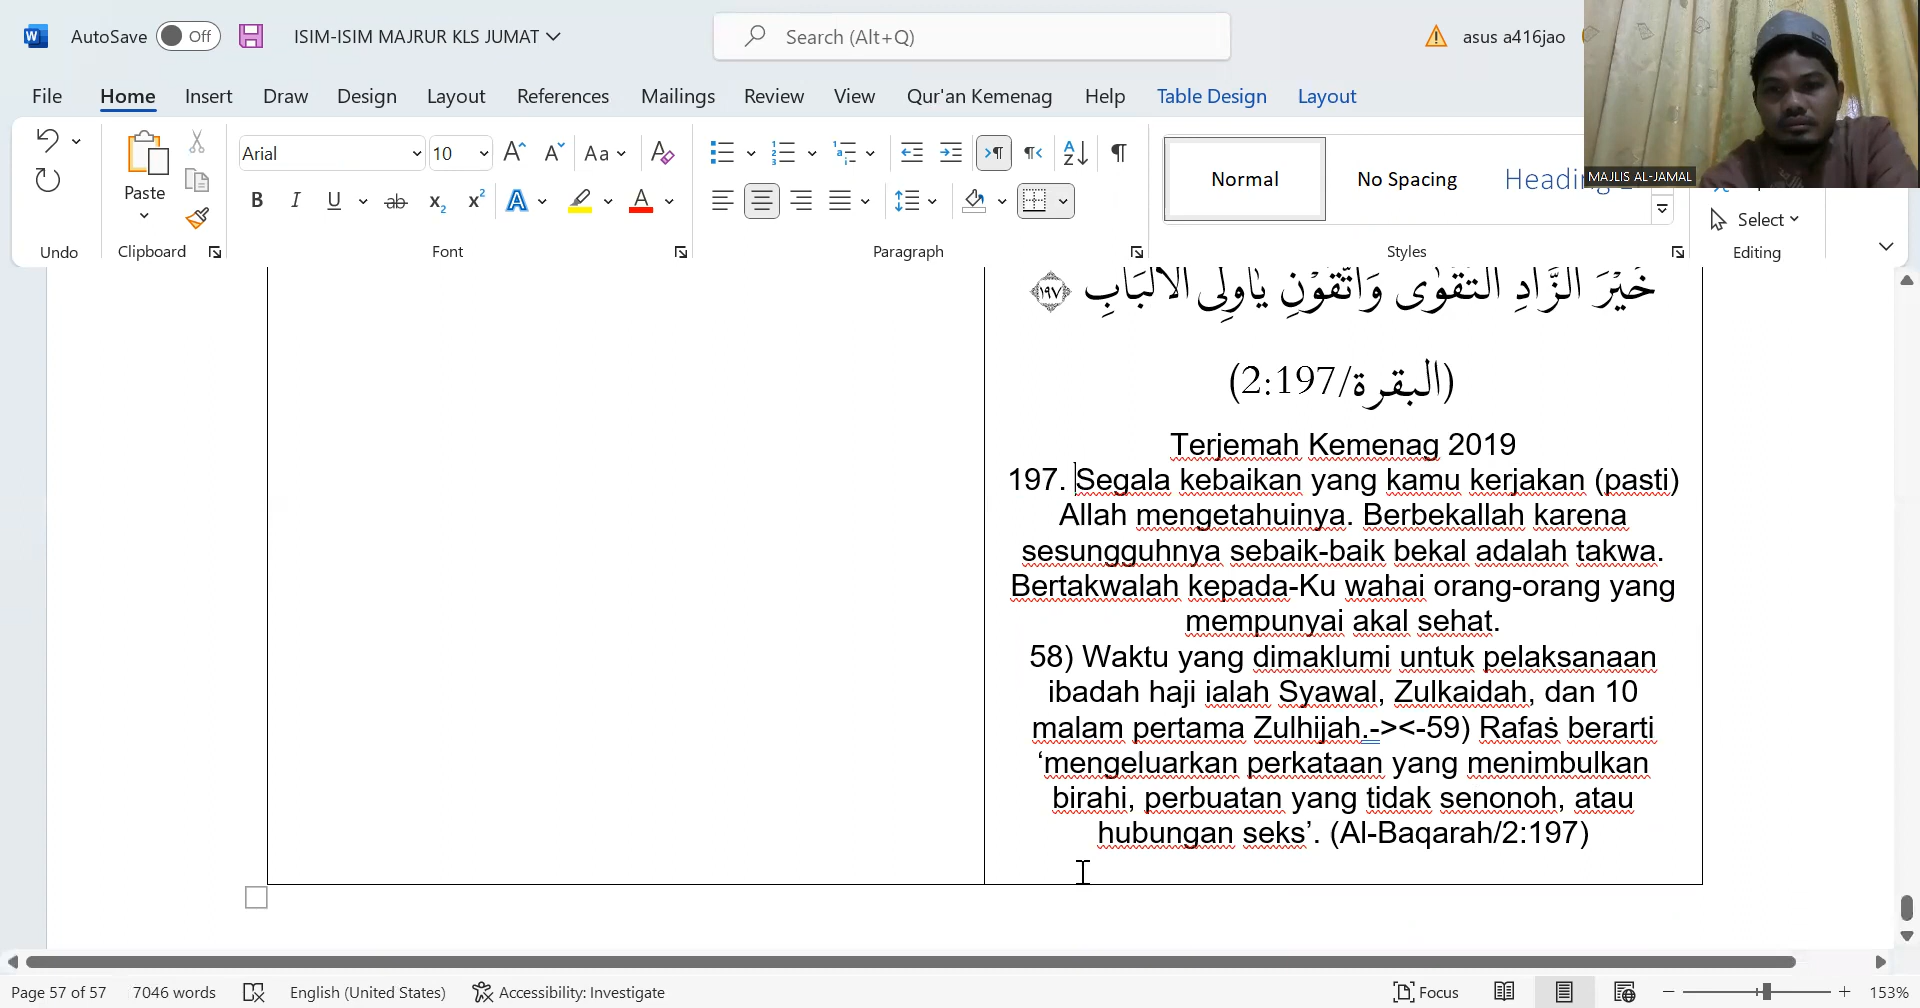 AutoSave Off ISIM-ISIM MAJRUR KLS JUMAT Search (Alt+Q) asus a416jao
File Home Insert Draw Design Layout References Mailings Review View Qur'an Kemenag Help Table Design Layout
MAJLIS AL-JAMAL
Arial 10
Paste
Normal No Spacing Heading
Select
Undo Clipboard Font Paragraph Styles Editing
خَيْرَ الزَّادِ التَّقْوٰى وَاتَّقُوْنِ يٰٓاُولِى الْاَلْبَابِ ١٩٧
(البقرة/2:197)
Terjemah Kemenag 2019
197. Segala kebaikan yang kamu kerjakan (pasti)
Allah mengetahuinya. Berbekallah karena
sesungguhnya sebaik-baik bekal adalah takwa.
Bertakwalah kepada-Ku wahai orang-orang yang
mempunyai akal sehat.
58) Waktu yang dimaklumi untuk pelaksanaan
ibadah haji ialah Syawal, Zulkaidah, dan 10
malam pertama Zulhijah.-><-59) Rafaṡ berarti
‘mengeluarkan perkataan yang menimbulkan
birahi, perbuatan yang tidak senonoh, atau
hubungan seks’. (Al-Baqarah/2:197)
Page 57 of 57 7046 words English (United States) Accessibility: Investigate Focus 153%